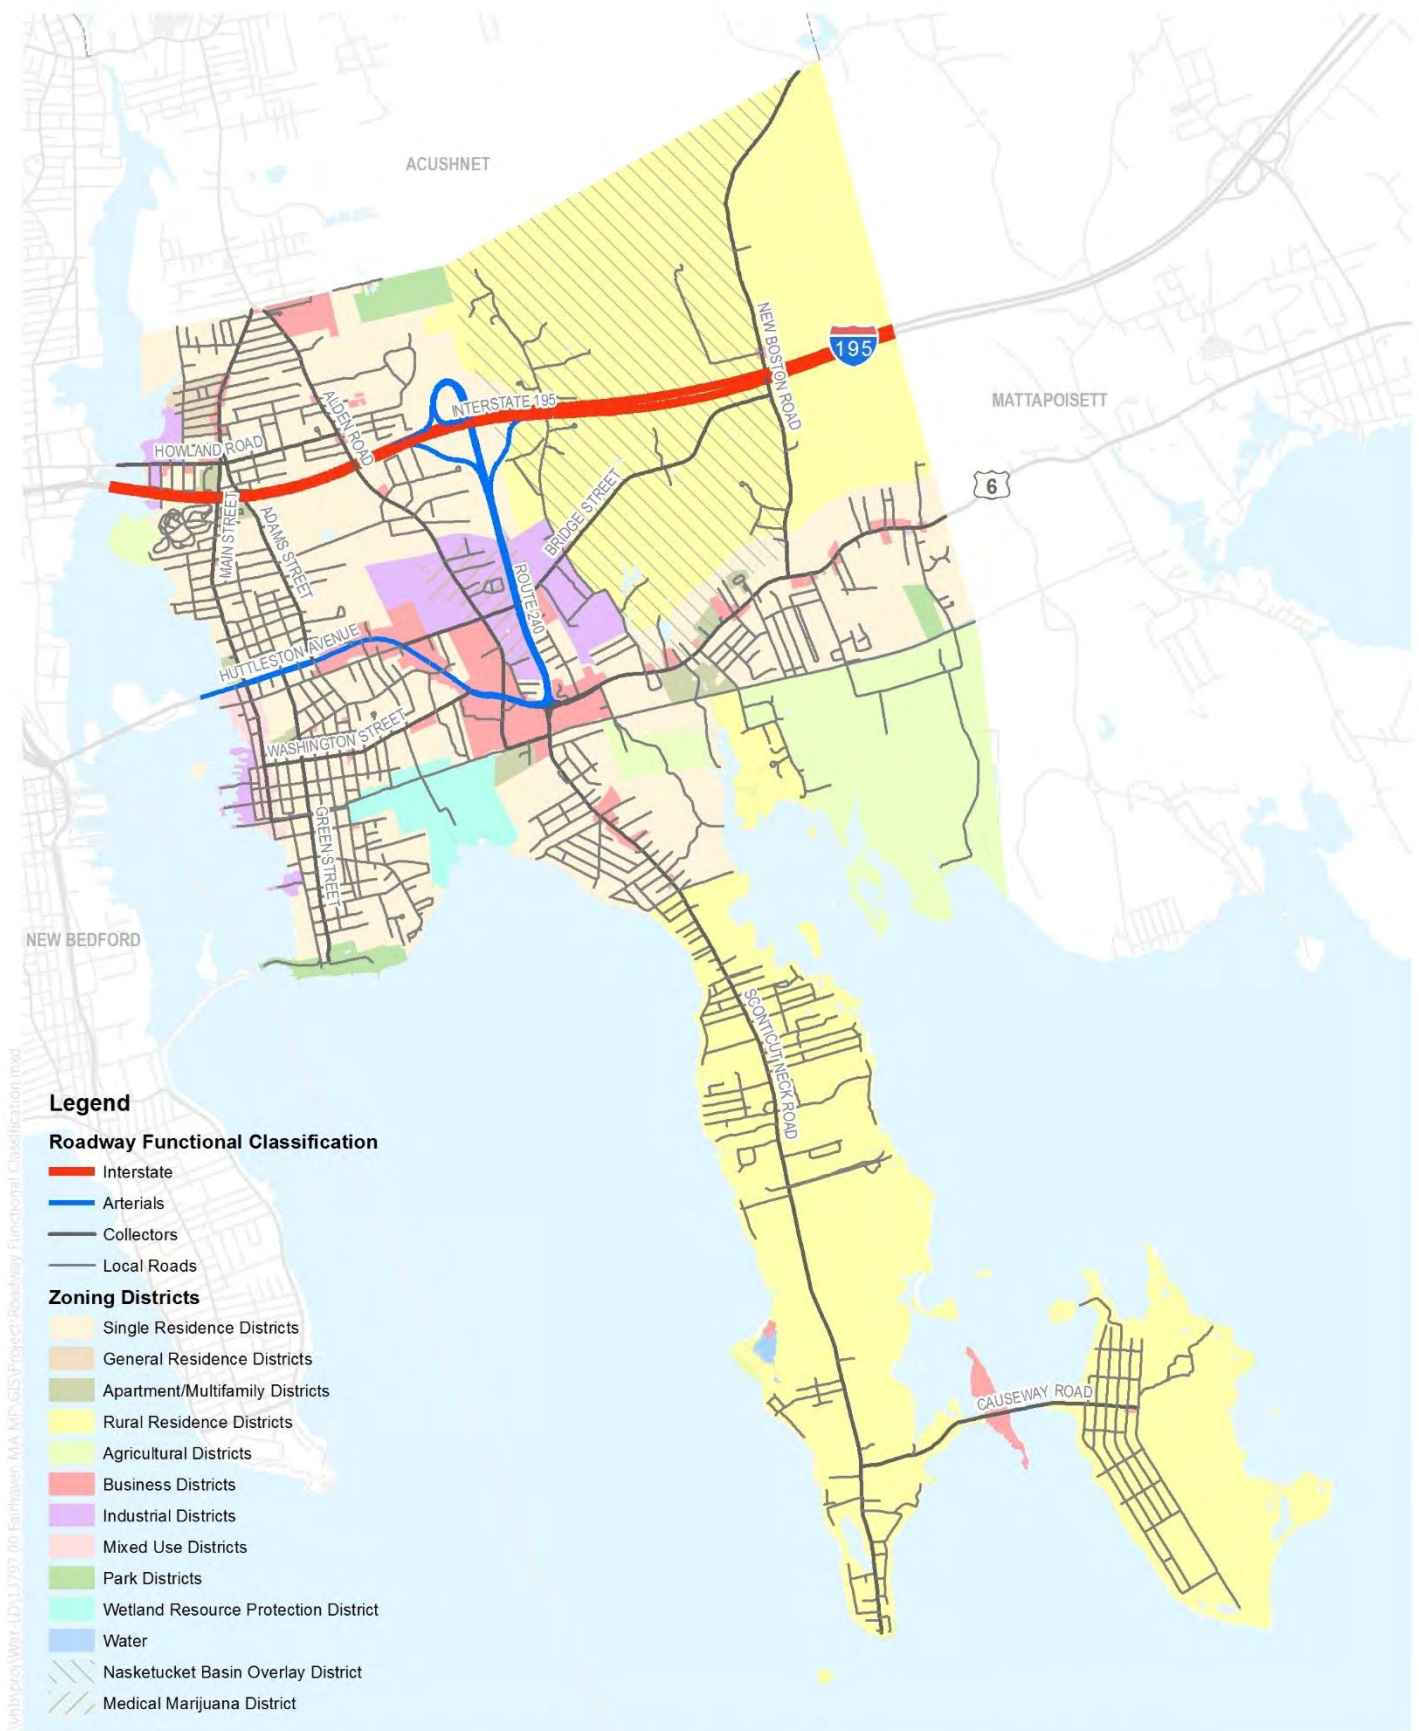 ACUSHNET
NEW BOSTON ROAD
195
INTERSTATE 195
ALDEN ROAD
MATTAPOISETT
HOWLAND ROAD
6
BRIDGE STREET
MAIN STREET
ADAMS STREET
ROUTE 240
HUTTLESTON AVENUE
WASHINGTON STREET
GREEN STREET
NEW BEDFORD
SCONTICUT NECK ROAD
CAUSEWAY ROAD
Legend
Roadway Functional Classification
Interstate
Arterials
Collectors
Local Roads
Zoning Districts
Single Residence Districts
General Residence Districts
Apartment/Multifamily Districts
Rural Residence Districts
Agricultural Districts
Business Districts
Industrial Districts
Mixed Use Districts
Park Districts
Wetland Resource Protection District
Water
Nasketucket Basin Overlay District
Medical Marijuana District